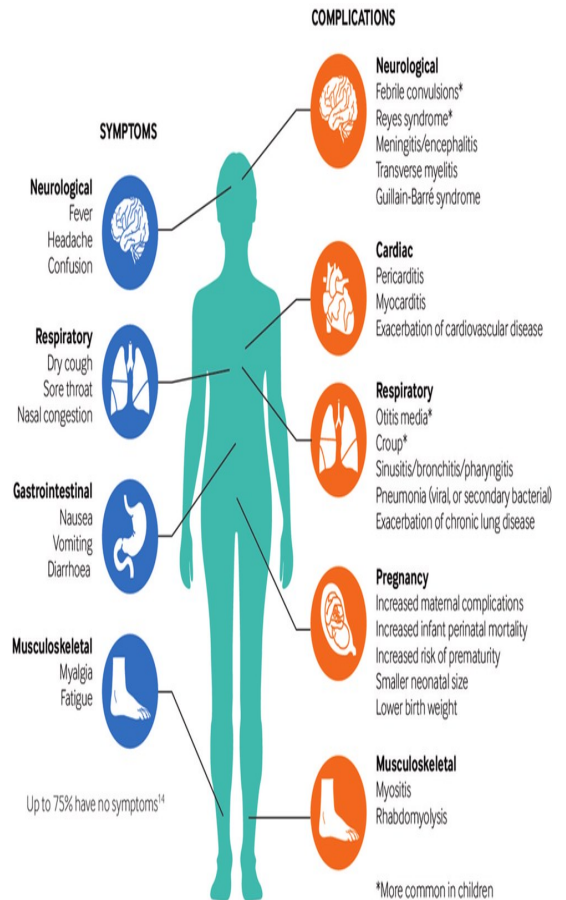 COMPLICATIONS
Neurological
Febrile convulsions*
Reyes syndrome*
Meningitis/encephalitis
Transverse myelitis
Guillain-Barré syndrome
Cardiac
Pericarditis
Myocarditis
Exacerbation of cardiovascular disease
Respiratory
Otitis media*
Croup*
Sinusitis/bronchitis/pharyngitis
Pneumonia (viral, or secondary bacterial)
Exacerbation of chronic lung disease
Pregnancy
Increased maternal complications
Increased infant perinatal mortality
Increased risk of prematurity
Smaller neonatal size
Lower birth weight
Musculoskeletal
Myositis
Rhabdomyolysis
*More common in children
SYMPTOMS
Neurological
Fever
Headache
Confusion
Respiratory
Dry cough
Sore throat
Nasal congestion
Gastrointestinal
Nausea
Vomiting
Diarrhoea
Musculoskeletal
Myalgia
Fatigue
Up to 75% have no symptoms¹⁴